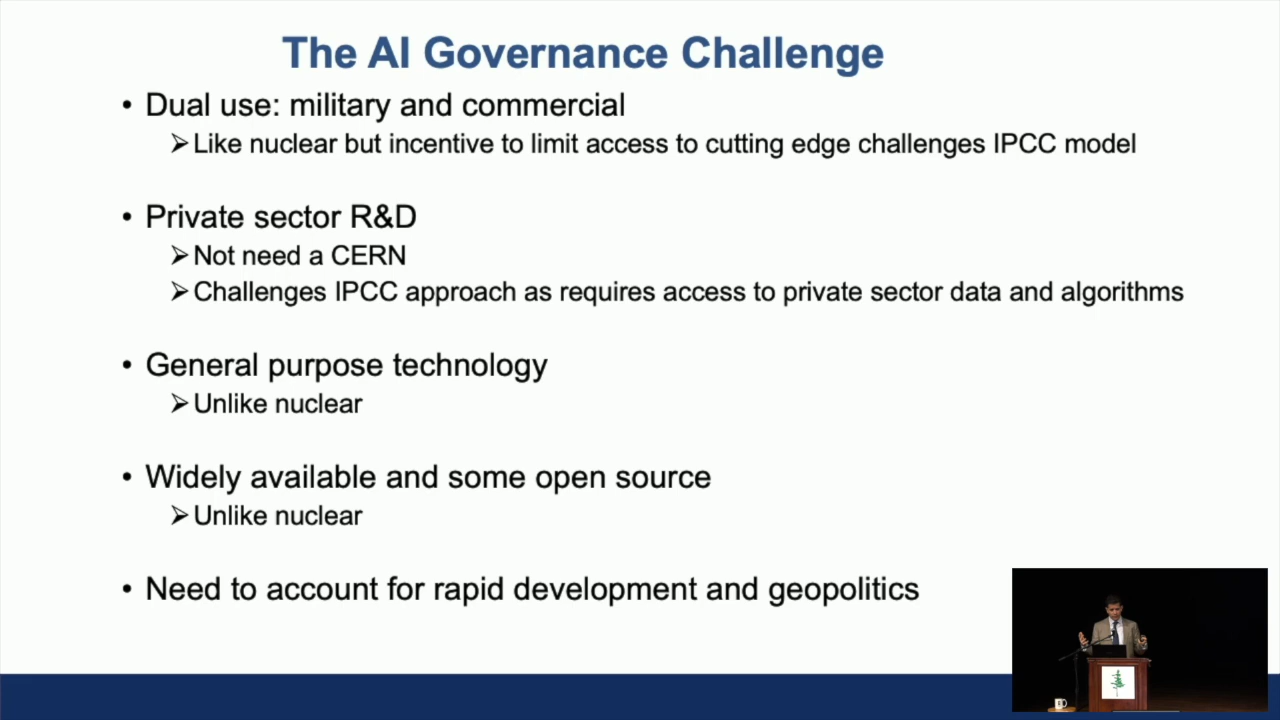 The AI Governance Challenge
• Dual use: military and commercial
➢Like nuclear but incentive to limit access to cutting edge challenges IPCC model
• Private sector R&D
➢Not need a CERN
➢Challenges IPCC approach as requires access to private sector data and algorithms
• General purpose technology
➢Unlike nuclear
• Widely available and some open source
➢Unlike nuclear
• Need to account for rapid development and geopolitics